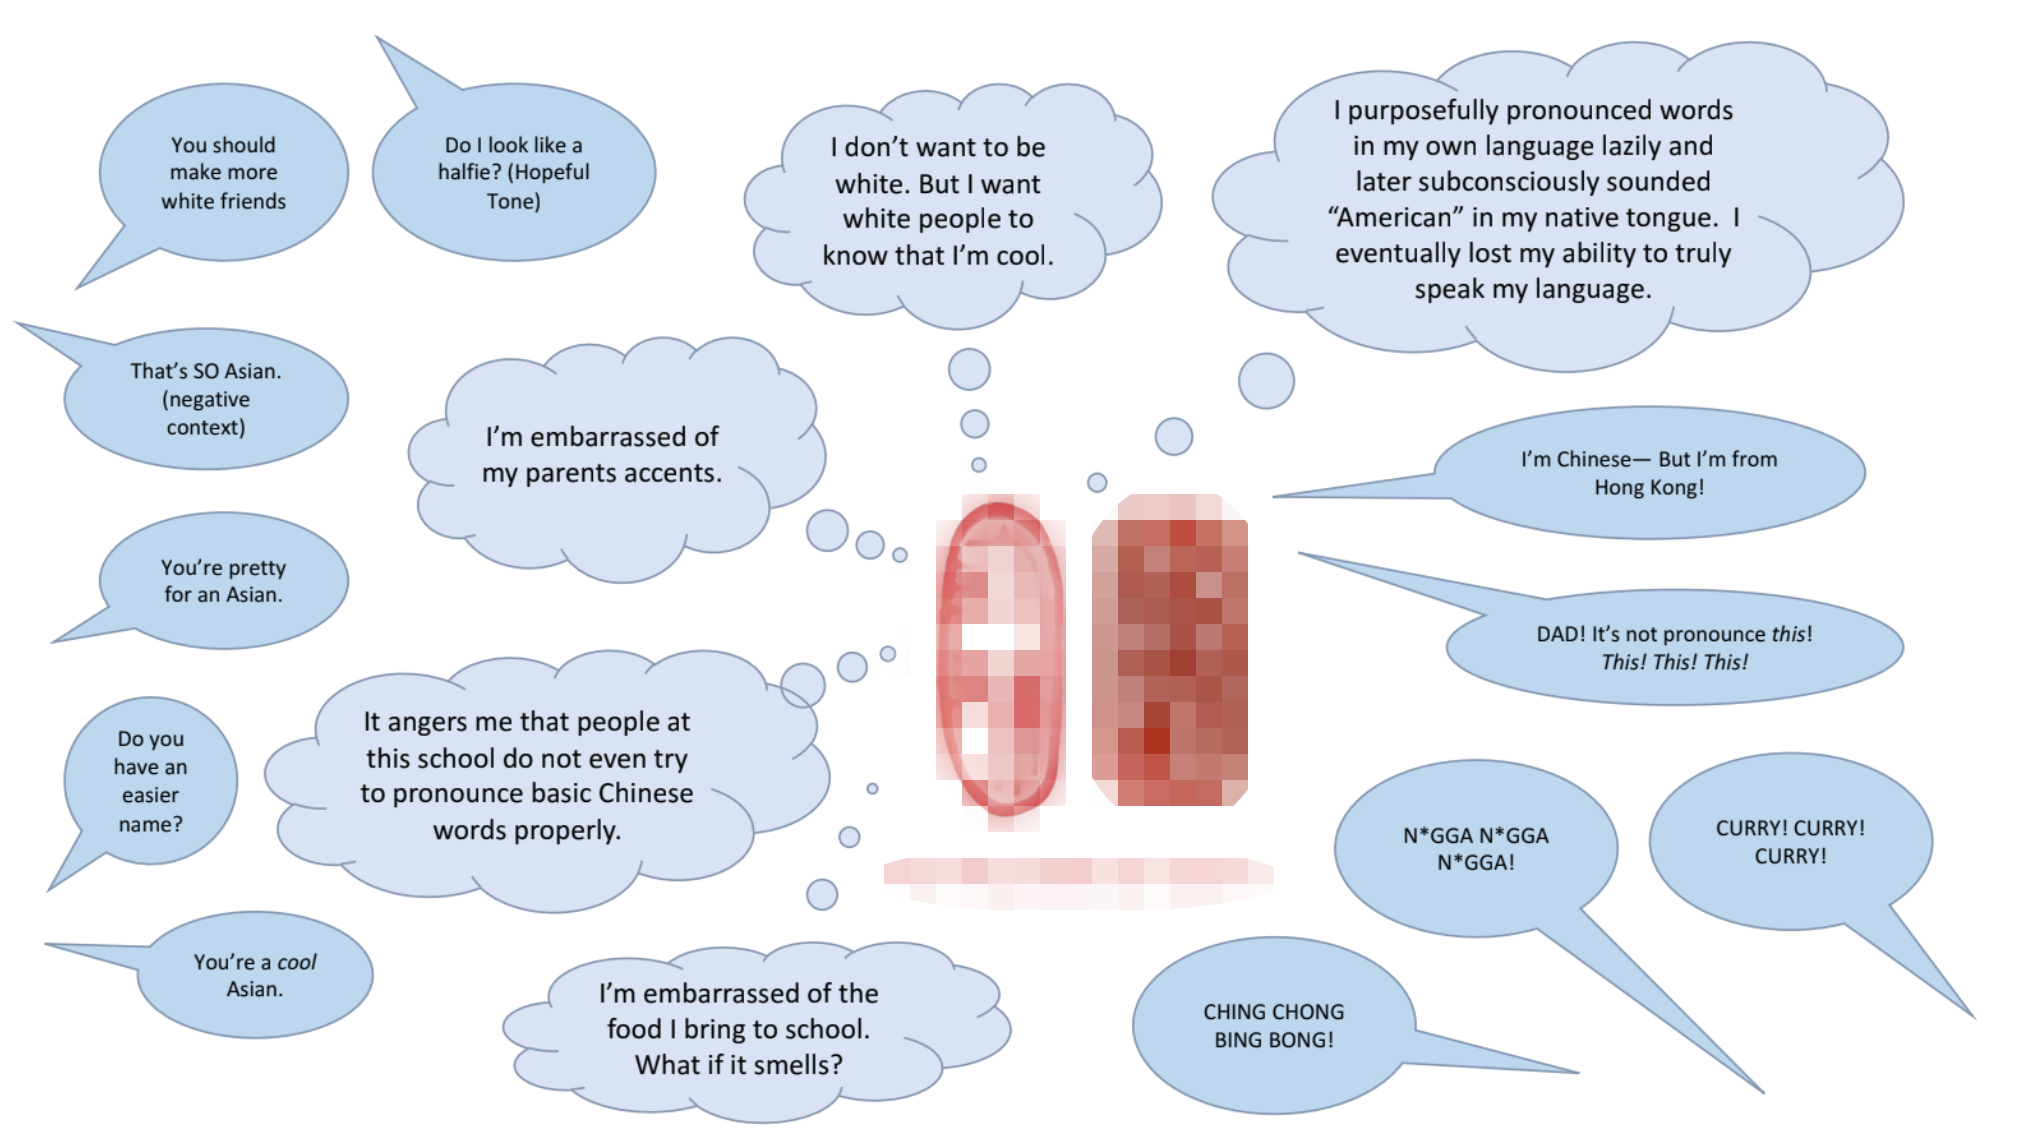 You should
make more
white friends
Do I look like a
halfie? (Hopeful
Tone)
I don’t want to be
white. But I want
white people to
know that I’m cool.
I purposefully pronounced words
in my own language lazily and
later subconsciously sounded
“American” in my native tongue.  I
eventually lost my ability to truly
speak my language.
That’s SO Asian.
(negative
context)
I’m embarrassed of
my parents accents.
I’m Chinese— But I’m from
Hong Kong!
You’re pretty
for an Asian.
DAD! It’s not pronounce this!
This! This! This!
Do you
have an
easier
name?
It angers me that people at
this school do not even try
to pronounce basic Chinese
words properly.
N*GGA N*GGA
N*GGA!
CURRY! CURRY!
CURRY!
You’re a cool
Asian.
I’m embarrassed of the
food I bring to school.
What if it smells?
CHING CHONG
BING BONG!